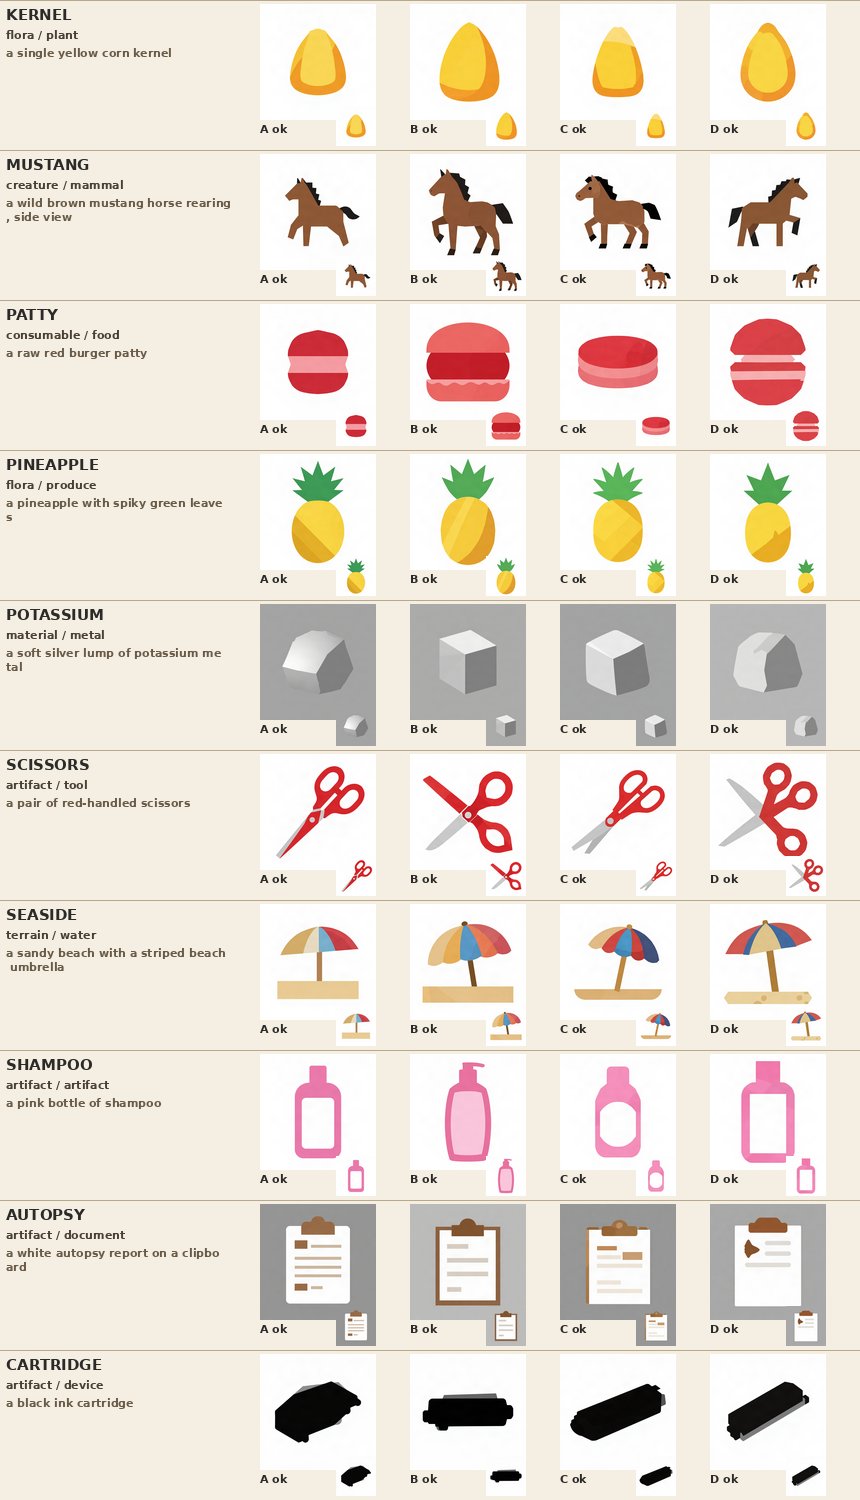 KERNEL
flora / plant
a single yellow corn kernel
A ok
B ok
C ok
D ok
MUSTANG
creature / mammal
a wild brown mustang horse rearing
, side view
A ok
B ok
C ok
D ok
PATTY
consumable / food
a raw red burger patty
A ok
B ok
C ok
D ok
PINEAPPLE
flora / produce
a pineapple with spiky green leave
s
A ok
B ok
C ok
D ok
POTASSIUM
material / metal
a soft silver lump of potassium me
tal
A ok
B ok
C ok
D ok
SCISSORS
artifact / tool
a pair of red-handled scissors
A ok
B ok
C ok
D ok
SEASIDE
terrain / water
a sandy beach with a striped beach
umbrella
A ok
B ok
C ok
D ok
SHAMPOO
artifact / artifact
a pink bottle of shampoo
A ok
B ok
C ok
D ok
AUTOPSY
artifact / document
a white autopsy report on a clipbo
ard
A ok
B ok
C ok
D ok
CARTRIDGE
artifact / device
a black ink cartridge
A ok
B ok
C ok
D ok